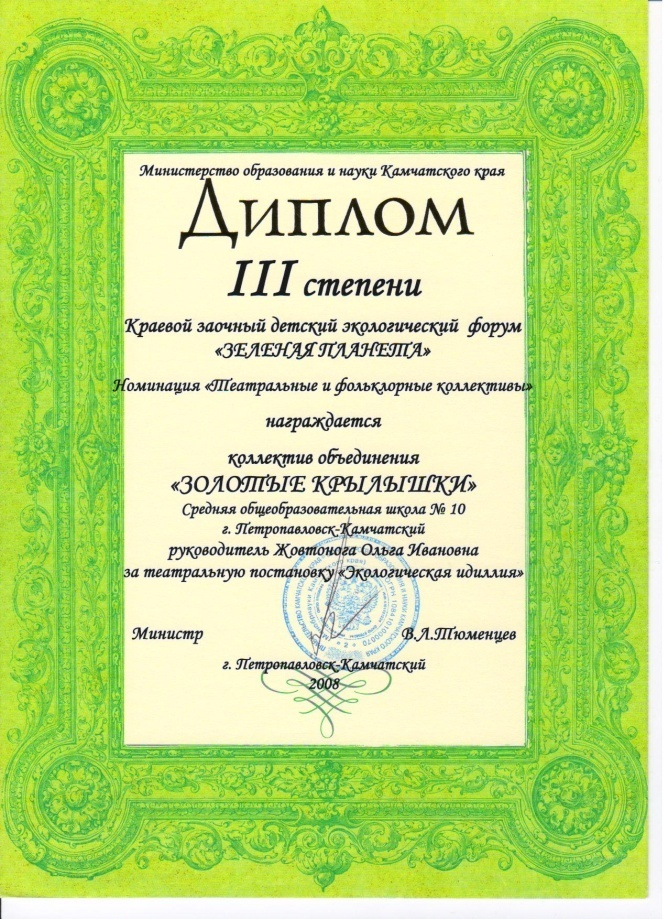 Министерство образования и науки Камчатского края
Диплом
III степени
Краевой заочный детский экологический форум
«ЗЕЛЕНАЯ ПЛАНЕТА»
Номинация «Театральные и фольклорные коллективы»
награждается
коллектив объединения
«ЗОЛОТЫЕ КРЫЛЫШКИ»
Средняя общеобразовательная школа № 10
г. Петропавловск-Камчатский
руководитель Жовтонога Ольга Ивановна
за театральную постановку «Экологическая идиллия»
Министр В.Л.Тюменцев
г. Петропавловск-Камчатский
2008